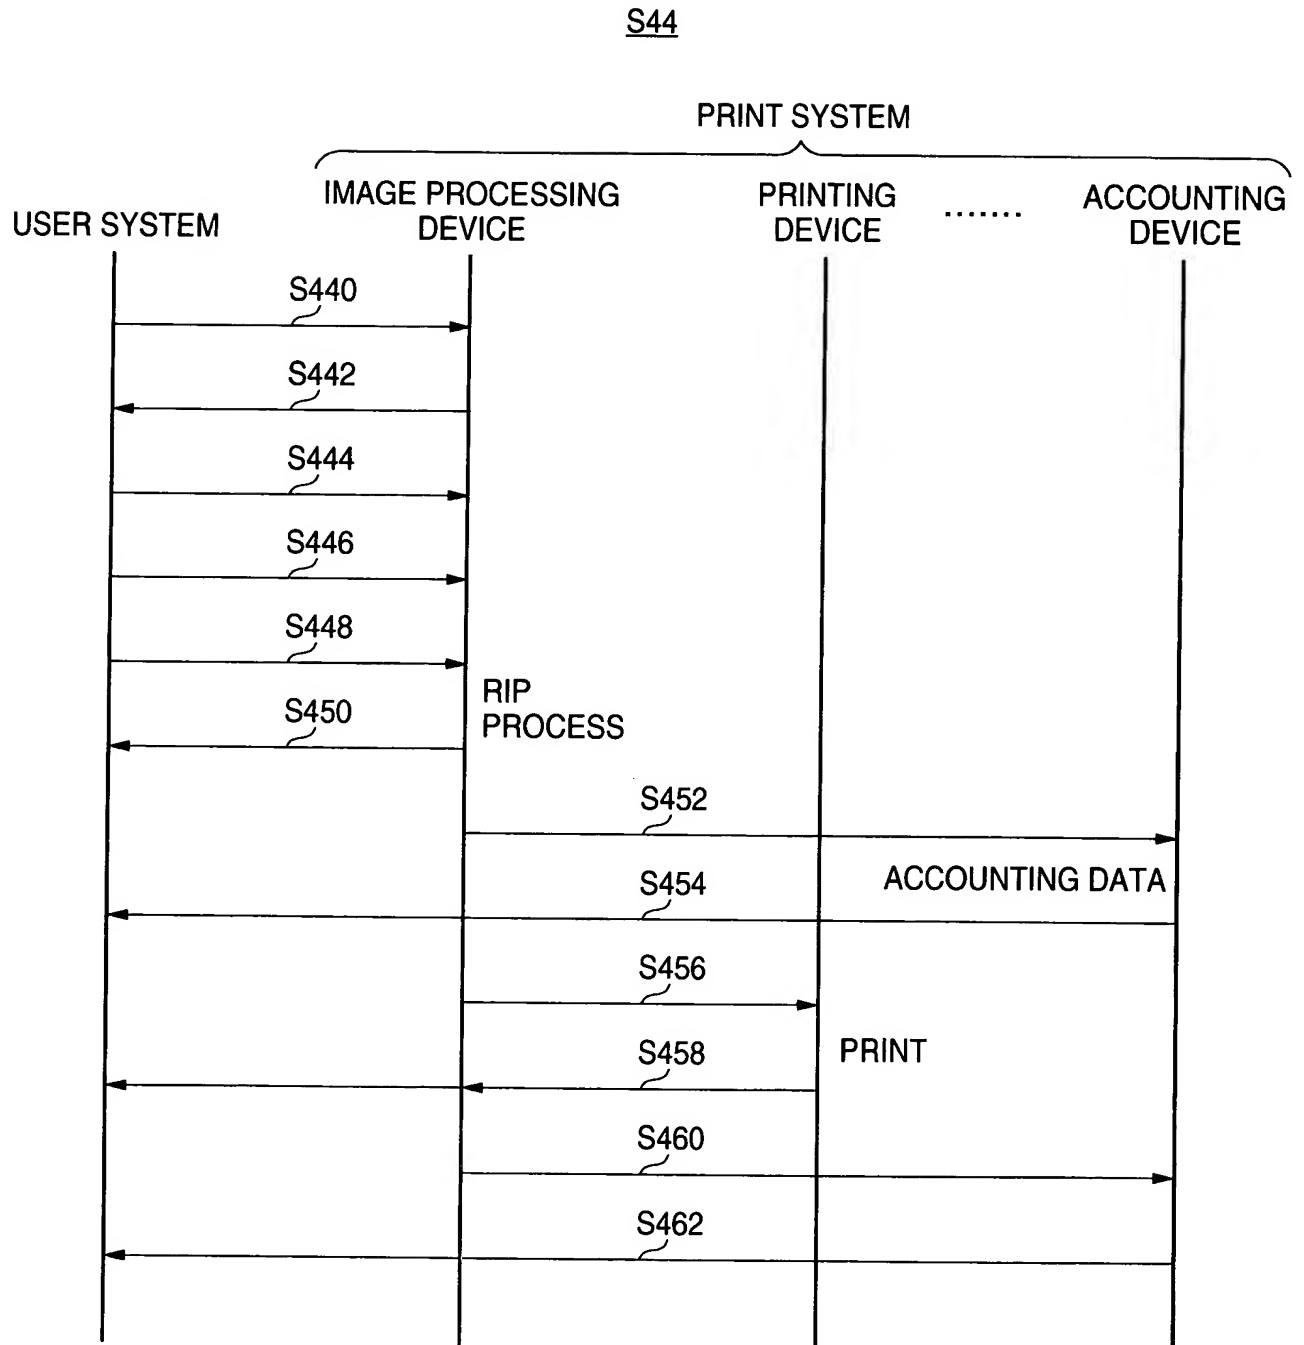 S44
PRINT SYSTEM
USER SYSTEM
IMAGE PROCESSING
DEVICE
PRINTING
DEVICE
.......
ACCOUNTING
DEVICE
S440
S442
S444
S446
S448
RIP
PROCESS
S450
S452
ACCOUNTING DATA
S454
S456
PRINT
S458
S460
S462